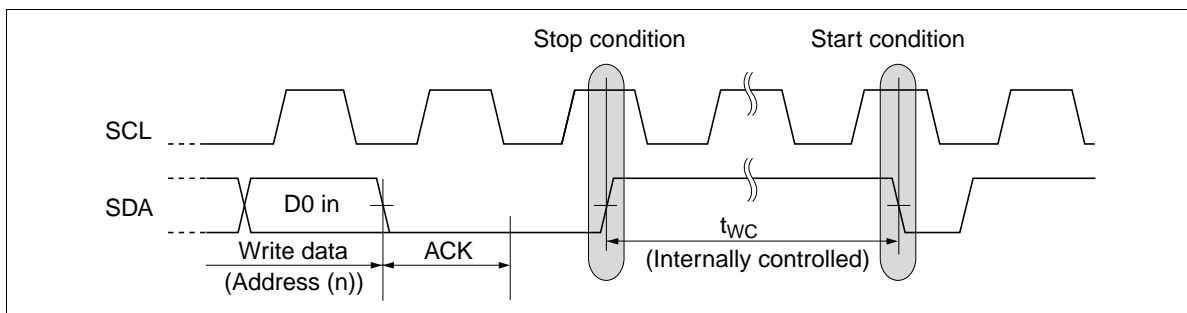 Stop condition
Start condition
SCL
SDA
D0 in
Write data
(Address (n))
ACK
tWC
(Internally controlled)